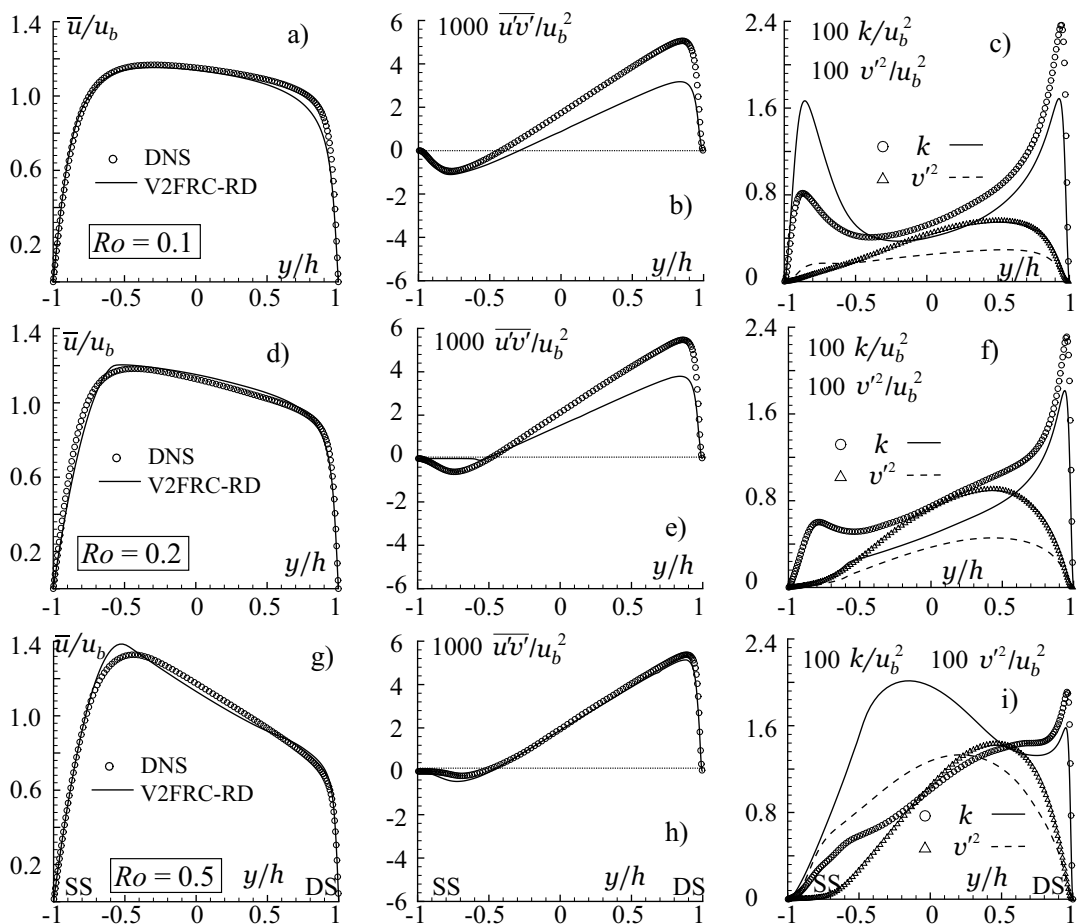 1.4
1.0
0.6
0.2
u̅/u_b
a)
DNS
V2FRC-RD
Ro = 0.1
y/h
-1 -0.5 0 0.5 1
6
4
2
0
-2
-4
-6
1000 u'v'/u_b^2
b)
y/h
-1 -0.5 0 0.5 1
2.4
1.6
0.8
0
100 k/u_b^2
100 v'^2/u_b^2
c)
k
v'^2
y/h
-1 -0.5 0 0.5 1
1.4
1.0
0.6
0.2
u̅/u_b
d)
DNS
V2FRC-RD
Ro = 0.2
y/h
-1 -0.5 0 0.5 1
6
4
2
0
-2
-4
-6
1000 u'v'/u_b^2
e)
y/h
-1 -0.5 0 0.5 1
2.4
1.6
0.8
0
100 k/u_b^2
100 v'^2/u_b^2
f)
k
v'^2
y/h
-1 -0.5 0 0.5 1
1.4
1.0
0.6
0.2
u̅/u_b
g)
DNS
V2FRC-RD
SS
Ro = 0.5
y/h
DS
-1 -0.5 0 0.5 1
6
4
2
0
-2
-4
-6
1000 u'v'/u_b^2
h)
SS
y/h
DS
-1 -0.5 0 0.5 1
2.4
1.6
0.8
0
100 k/u_b^2 100 v'^2/u_b^2
i)
k
v'^2
SS
y/h
DS
-1 -0.5 0 0.5 1